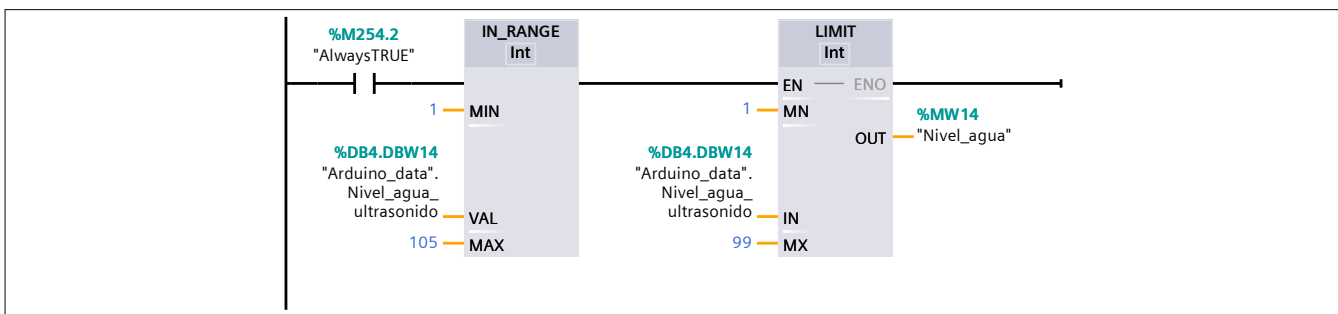 %M254.2
"AlwaysTRUE"
IN_RANGE
Int
1
MIN
%DB4.DBW14
"Arduino_data".
Nivel_agua_
ultrasonido
VAL
105
MAX
LIMIT
Int
EN
ENO
1
MN
%DB4.DBW14
"Arduino_data".
Nivel_agua_
ultrasonido
IN
99
MX
OUT
%MW14
"Nivel_agua"